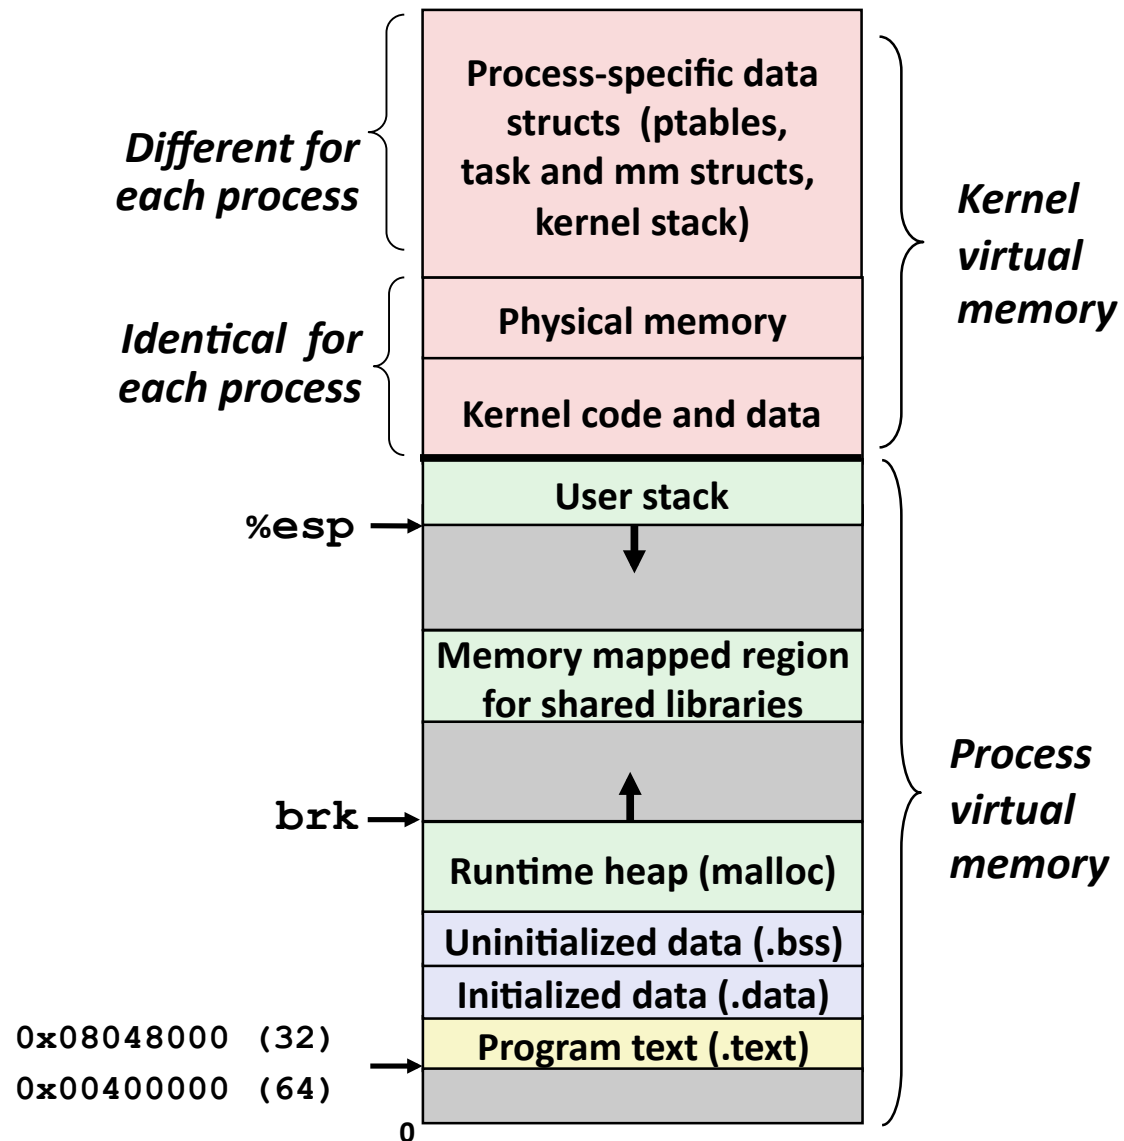 Process-specific data
structs (ptables,
task and mm structs,
kernel stack)
Different for
each process
Kernel
virtual
memory
Physical memory
Identical for
each process
Kernel code and data
User stack
%esp
Memory mapped region
for shared libraries
Process
virtual
memory
brk
Runtime heap (malloc)
Uninitialized data (.bss)
Initialized data (.data)
Program text (.text)
0x08048000 (32)
0x00400000 (64)
0